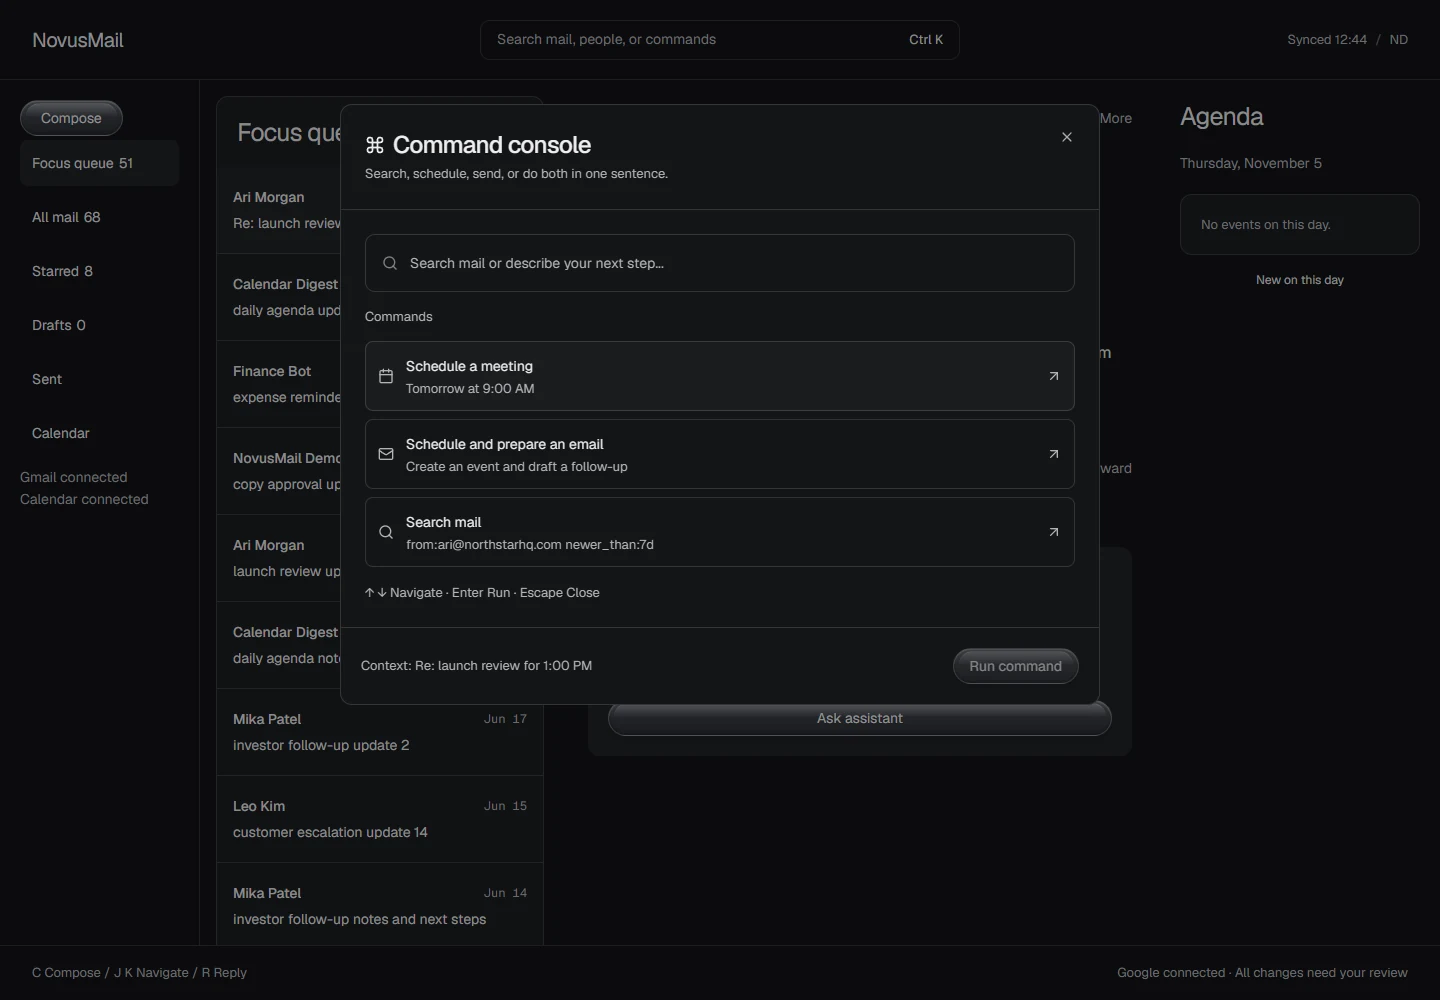 NovusMail
Search mail, people, or commands
Ctrl K
Synced 12:44 / ND
Compose
Focus queue 51
All mail 68
Starred 8
Drafts 0
Sent
Calendar
Gmail connected
Calendar connected
Focus que
Ari Morgan
Re: launch review
Calendar Digest
daily agenda upd
Finance Bot
expense reminde
NovusMail Demo
copy approval up
Ari Morgan
launch review up
Calendar Digest
daily agenda note
Mika Patel
Jun 17
investor follow-up update 2
Leo Kim
Jun 15
customer escalation update 14
Mika Patel
Jun 14
investor follow-up notes and next steps
⌘ Command console
Search, schedule, send, or do both in one sentence.
Search mail or describe your next step...
Commands
Schedule a meeting
Tomorrow at 9:00 AM
Schedule and prepare an email
Create an event and draft a follow-up
Search mail
from:ari@northstarhq.com newer_than:7d
↑↓ Navigate · Enter Run · Escape Close
Context: Re: launch review for 1:00 PM
Run command
More
m
ward
Ask assistant
Agenda
Thursday, November 5
No events on this day.
New on this day
C Compose / J K Navigate / R Reply
Google connected · All changes need your review